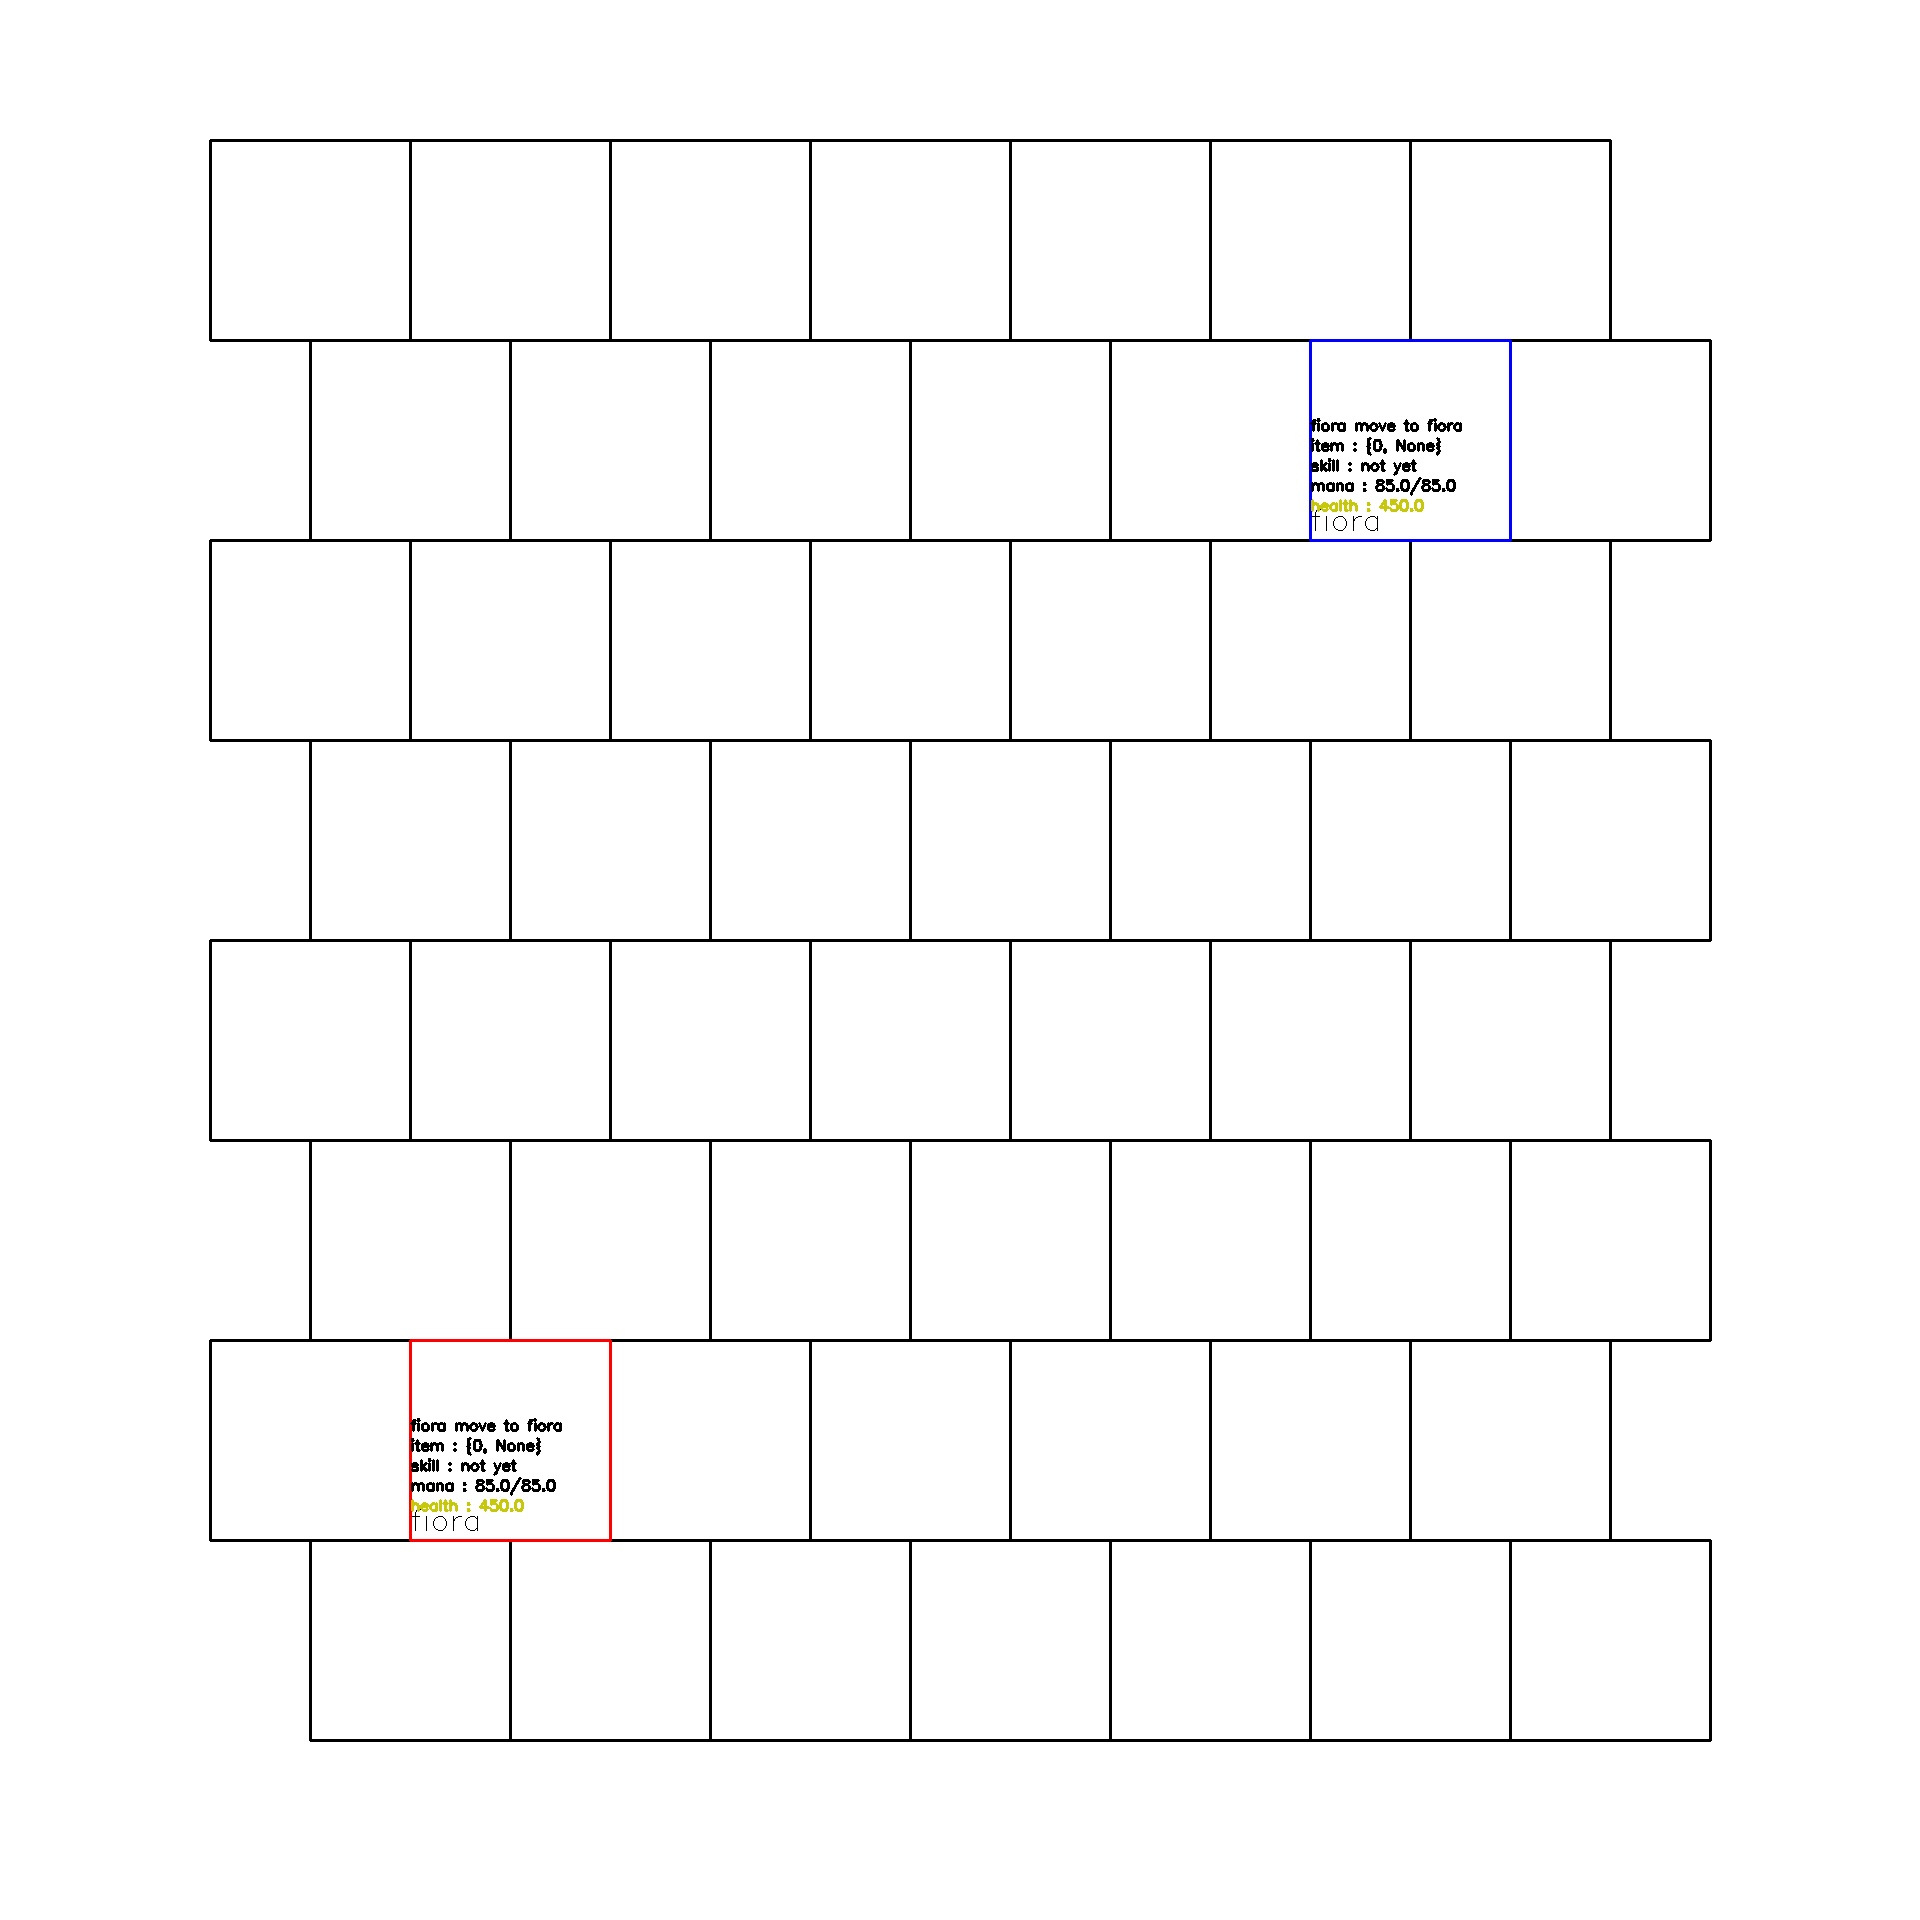 fiora move to fiora
item : {0, None}
skill : not yet
mana : 85.0/85.0
health : 450.0
fiora
fiora move to fiora
item : {0, None}
skill : not yet
mana : 85.0/85.0
health : 450.0
fiora